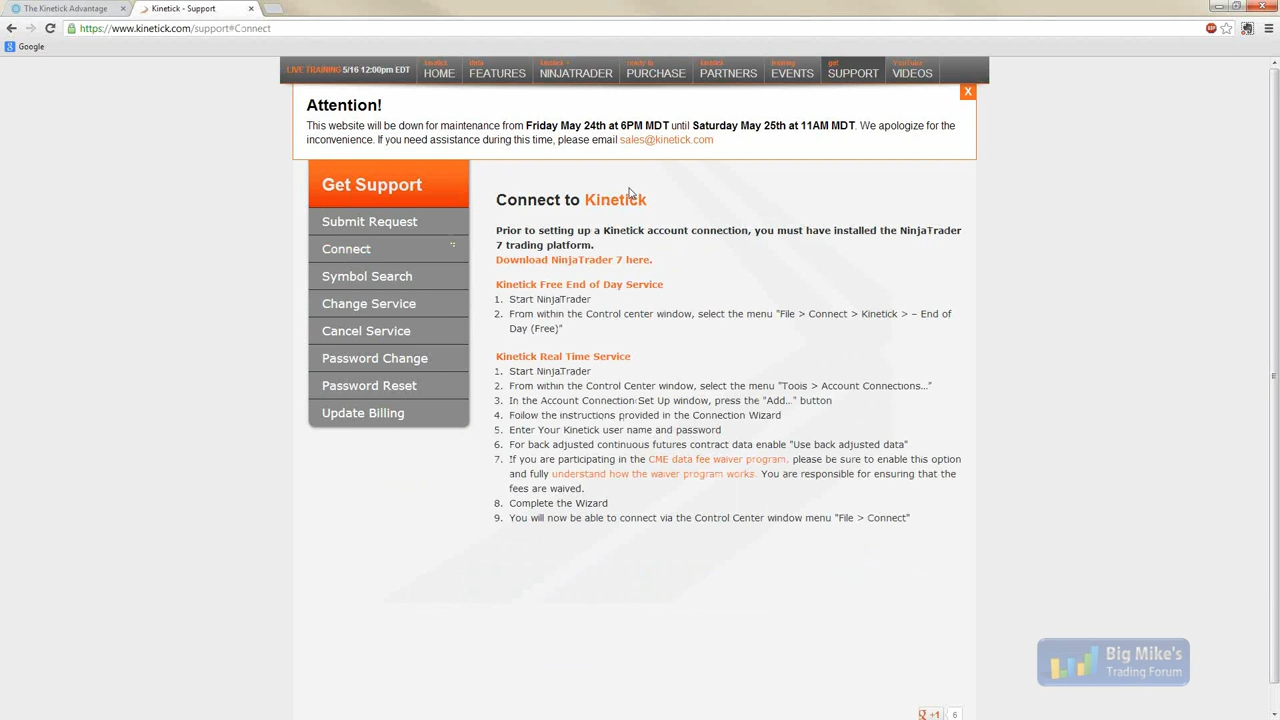 The Kinetick Advantage
Kinetick - Support
https://www.kinetick.com/support#Connect
Google
LIVE TRAINING 5/16 12:00pm EDT
kinetick HOME
data FEATURES
kinetick + NINJATRADER
ready to PURCHASE
kinetick PARTNERS
training EVENTS
get SUPPORT
YouTube VIDEOS
X
Attention!
This website will be down for maintenance from Friday May 24th at 6PM MDT until Saturday May 25th at 11AM MDT. We apologize for the
inconvenience. If you need assistance during this time, please email sales@kinetick.com
Get Support
Submit Request
Connect
Symbol Search
Change Service
Cancel Service
Password Change
Password Reset
Update Billing
Connect to Kinetick
Prior to setting up a Kinetick account connection, you must have installed the NinjaTrader
7 trading platform.
Download NinjaTrader 7 here.
Kinetick Free End of Day Service
1. Start NinjaTrader
2. From within the Control center window, select the menu "File > Connect > Kinetick > – End of
Day (Free)"
Kinetick Real Time Service
1. Start NinjaTrader
2. From within the Control Center window, select the menu "Tools > Account Connections..."
3. In the Account Connection Set Up window, press the "Add..." button
4. Follow the instructions provided in the Connection Wizard
5. Enter Your Kinetick user name and password
6. For back adjusted continuous futures contract data enable "Use back adjusted data"
7. If you are participating in the CME data fee waiver program, please be sure to enable this option
and fully understand how the waiver program works. You are responsible for ensuring that the
fees are waived.
8. Complete the Wizard
9. You will now be able to connect via the Control Center window menu "File > Connect"
Big Mike's
Trading Forum
+1
6